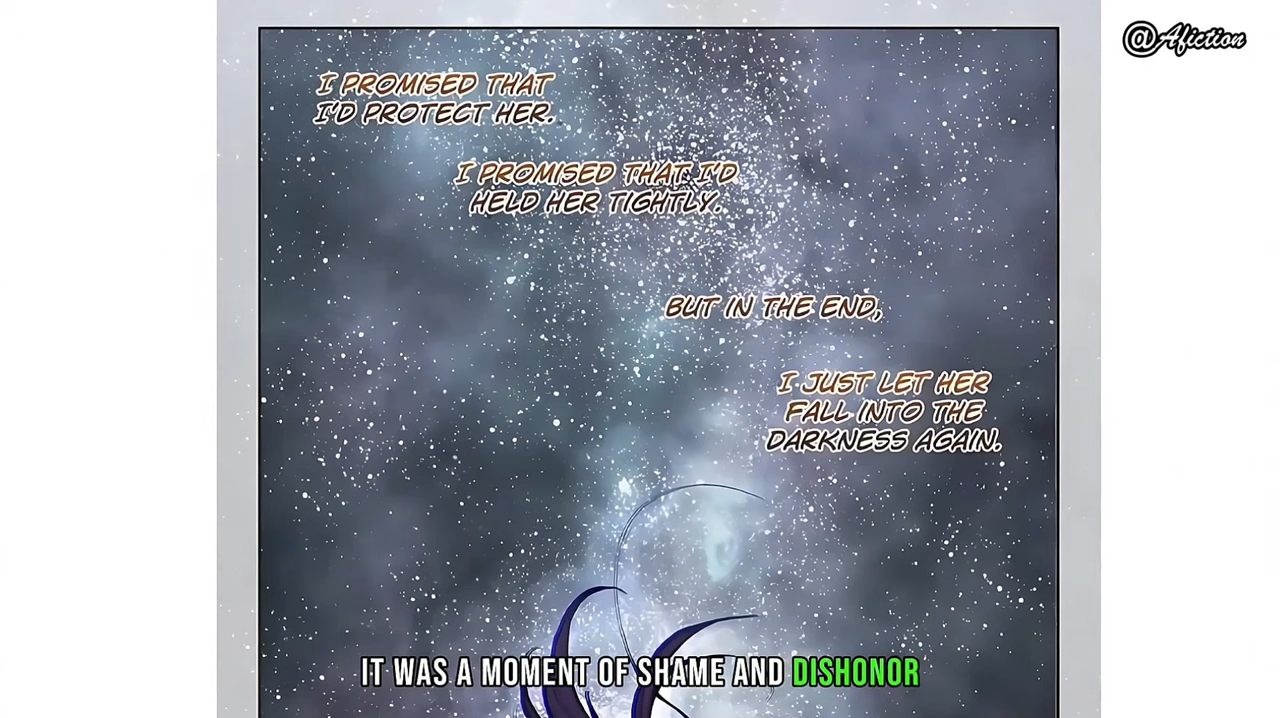 @Afiction
I PROMISED THAT
I'D PROTECT HER.
I PROMISED THAT I'D
HELD HER TIGHTLY.
BUT IN THE END,
I JUST LET HER
FALL INTO THE
DARKNESS AGAIN.
IT WAS A MOMENT OF SHAME AND DISHONOR